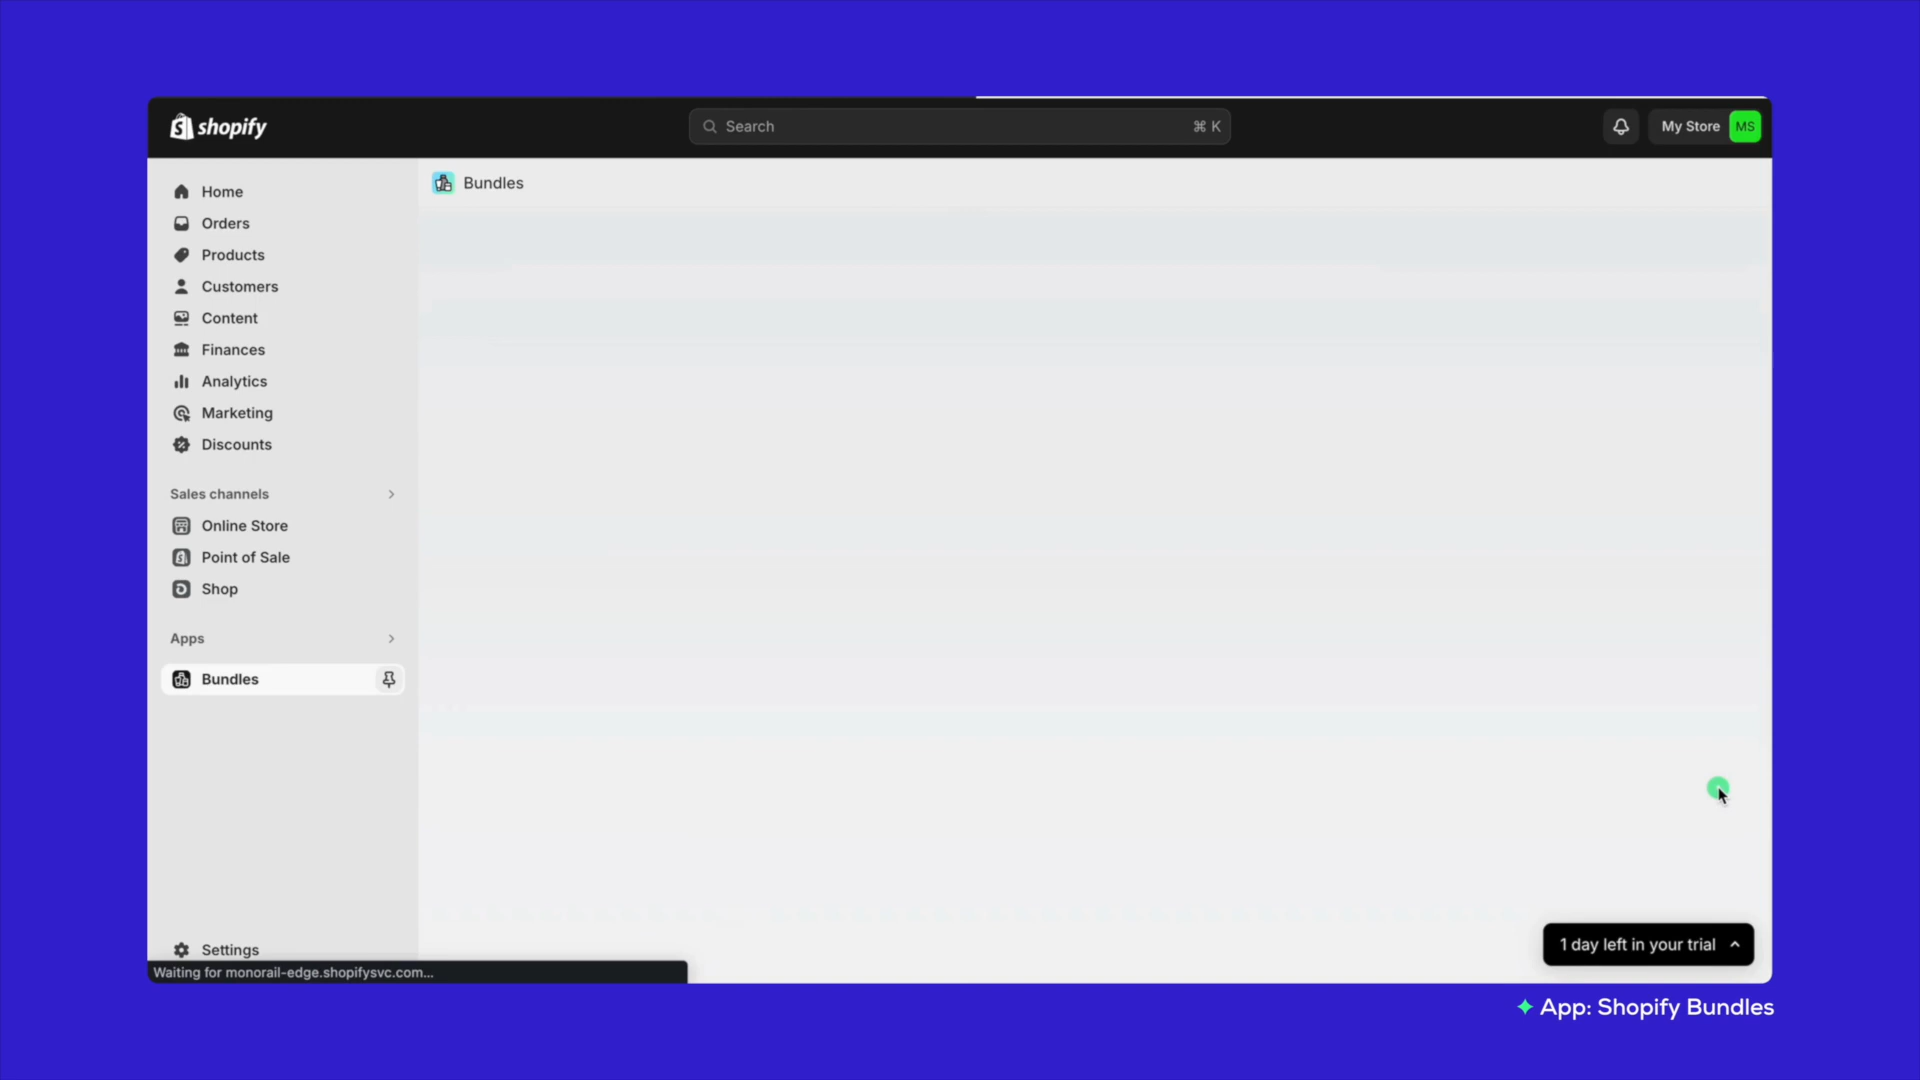 shopify
Search
⌘ K
My Store
MS
Home
Orders
Products
Customers
Content
Finances
Analytics
Marketing
Discounts
Sales channels
Online Store
Point of Sale
Shop
Apps
Bundles
Settings
Bundles
1 day left in your trial
Waiting for monorail-edge.shopifysvc.com...
App: Shopify Bundles